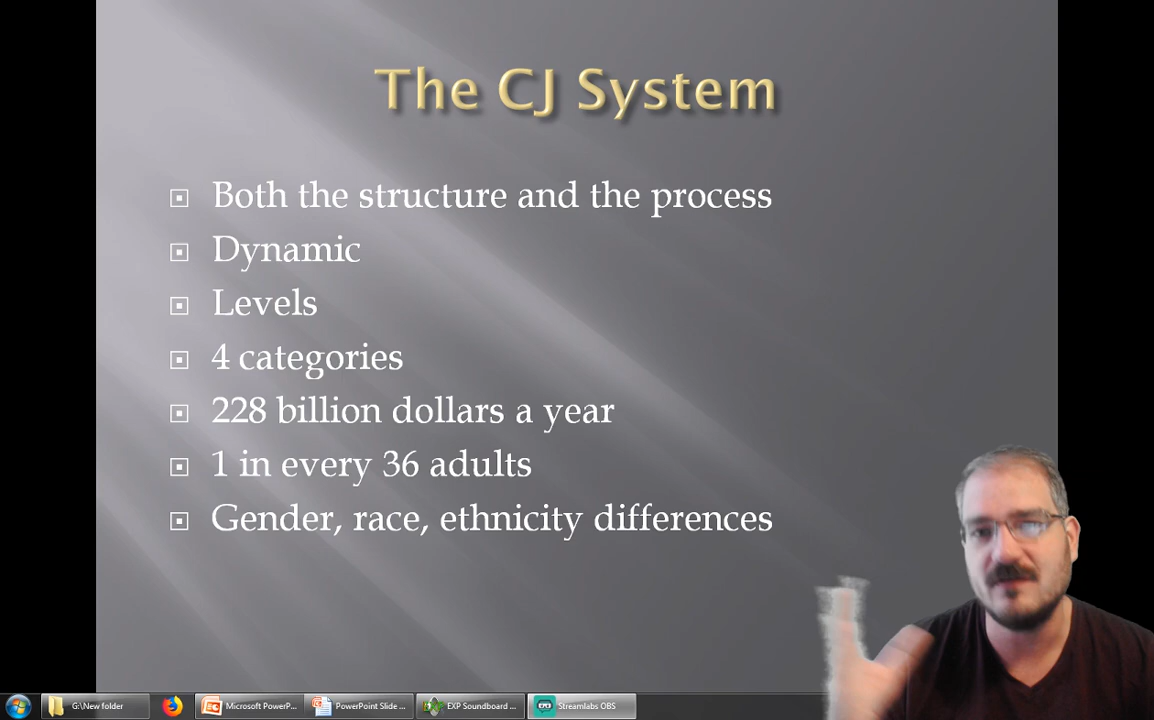 The CJ System
Both the structure and the process
Dynamic
Levels
4 categories
228 billion dollars a year
1 in every 36 adults
Gender, race, ethnicity differences
G:\New folder
Microsoft PowerP...
PowerPoint Slide ...
EXP Soundboard ...
Streamlabs OBS